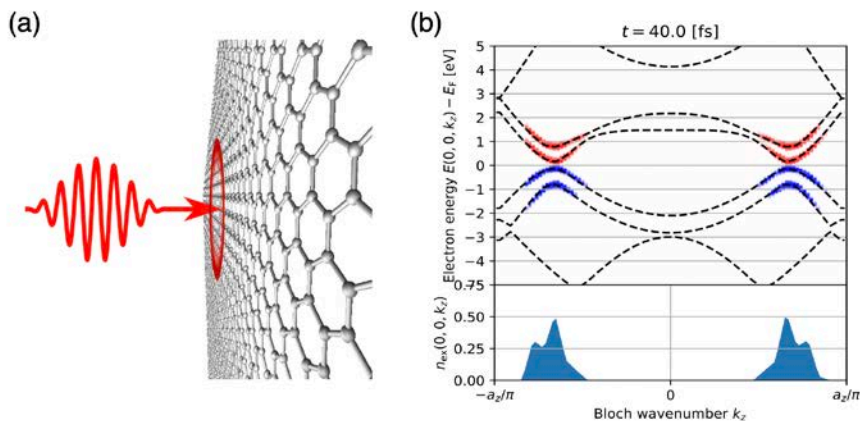 (a)
(b)
t = 40.0 [fs]
Electron energy E(0, 0, k_z) − E_F [eV]
5
4
3
2
1
0
−1
−2
−3
−4
0.75
0.50
0.25
0.00
n_ex(0, 0, k_z)
−a_z/π
0
a_z/π
Bloch wavenumber k_z